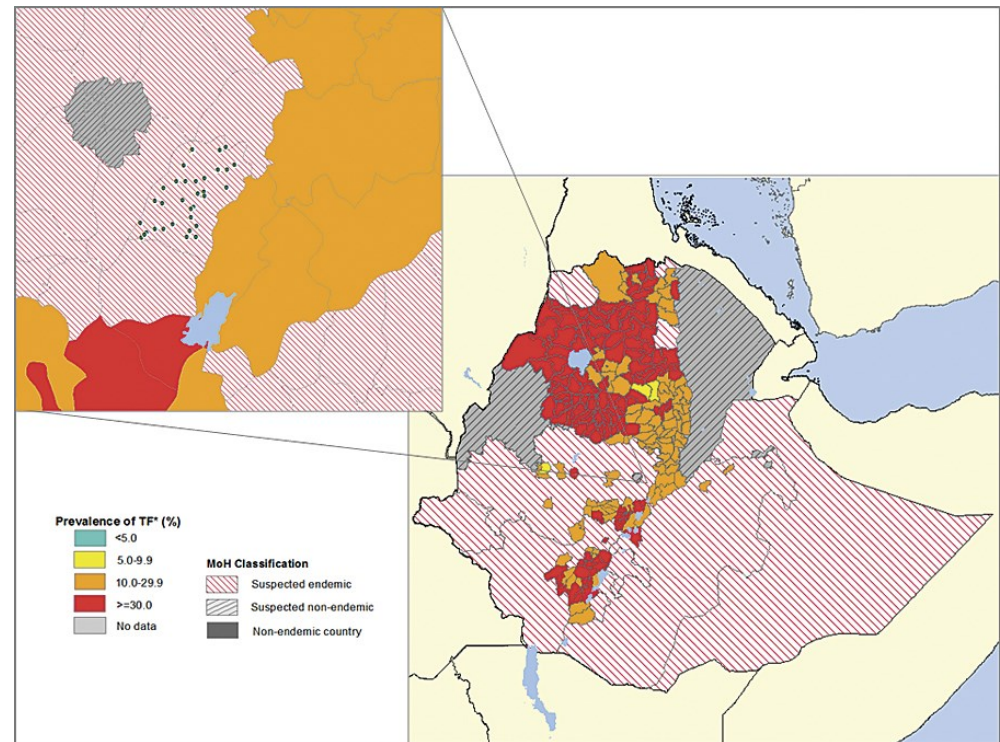 Prevalence of TF* (%)
<5.0
5.0-9.9
10.0-29.9
>=30.0
No data
MoH Classification
Suspected endemic
Suspected non-endemic
Non-endemic country